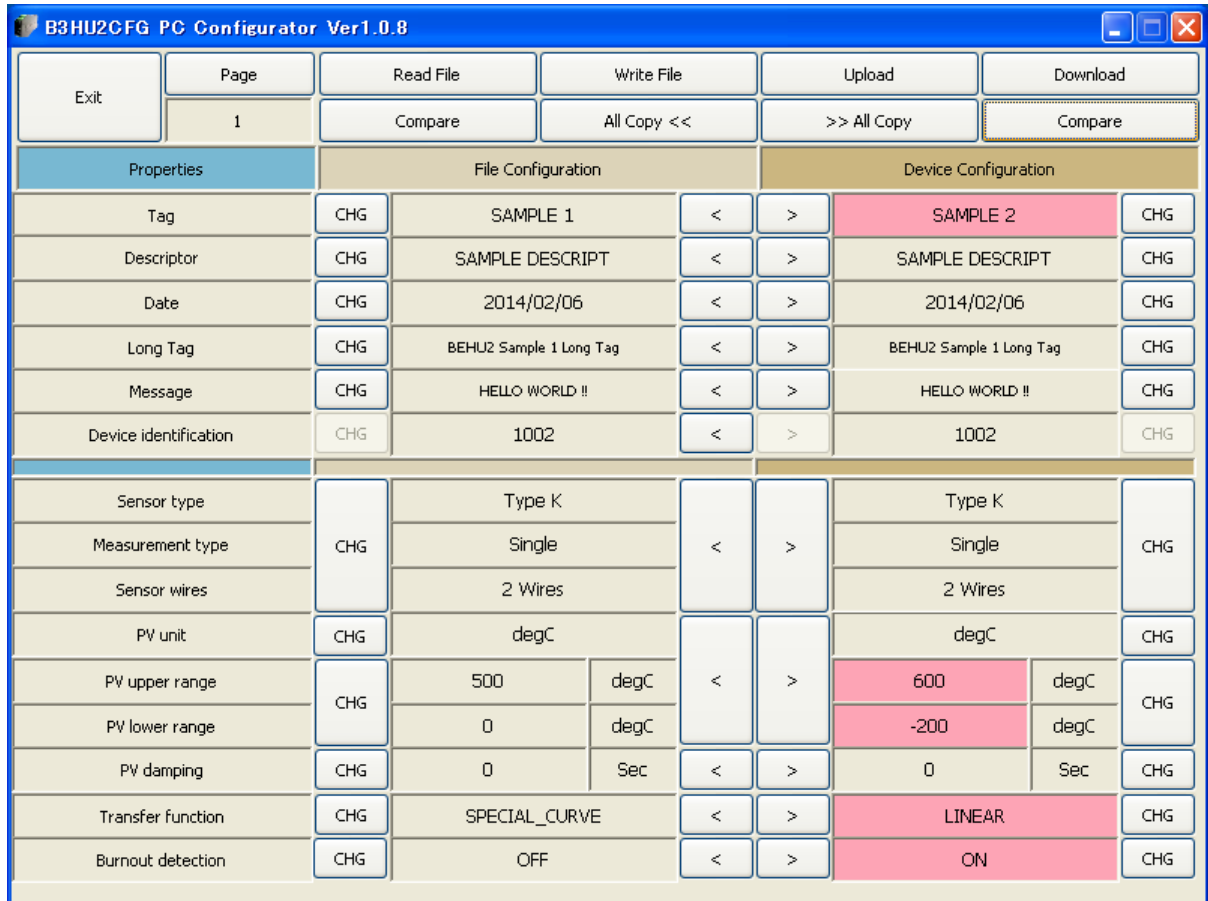 B3HU2CFG PC Configurator Ver1.0.8
Exit Page Read File Write File Upload Download
1 Compare All Copy << >> All Copy Compare
Properties File Configuration Device Configuration
Tag CHG SAMPLE 1 < > SAMPLE 2 CHG
Descriptor CHG SAMPLE DESCRIPT < > SAMPLE DESCRIPT CHG
Date CHG 2014/02/06 < > 2014/02/06 CHG
Long Tag CHG BEHU2 Sample 1 Long Tag < > BEHU2 Sample 1 Long Tag CHG
Message CHG HELLO WORLD !! < > HELLO WORLD !! CHG
Device identification CHG 1002 < > 1002 CHG
Sensor type Type K Type K
Measurement type CHG Single < > Single CHG
Sensor wires 2 Wires 2 Wires
PV unit CHG degC degC CHG
PV upper range CHG 500 degC < > 600 degC CHG
PV lower range 0 degC -200 degC
PV damping CHG 0 Sec < > 0 Sec CHG
Transfer function CHG SPECIAL_CURVE < > LINEAR CHG
Burnout detection CHG OFF < > ON CHG